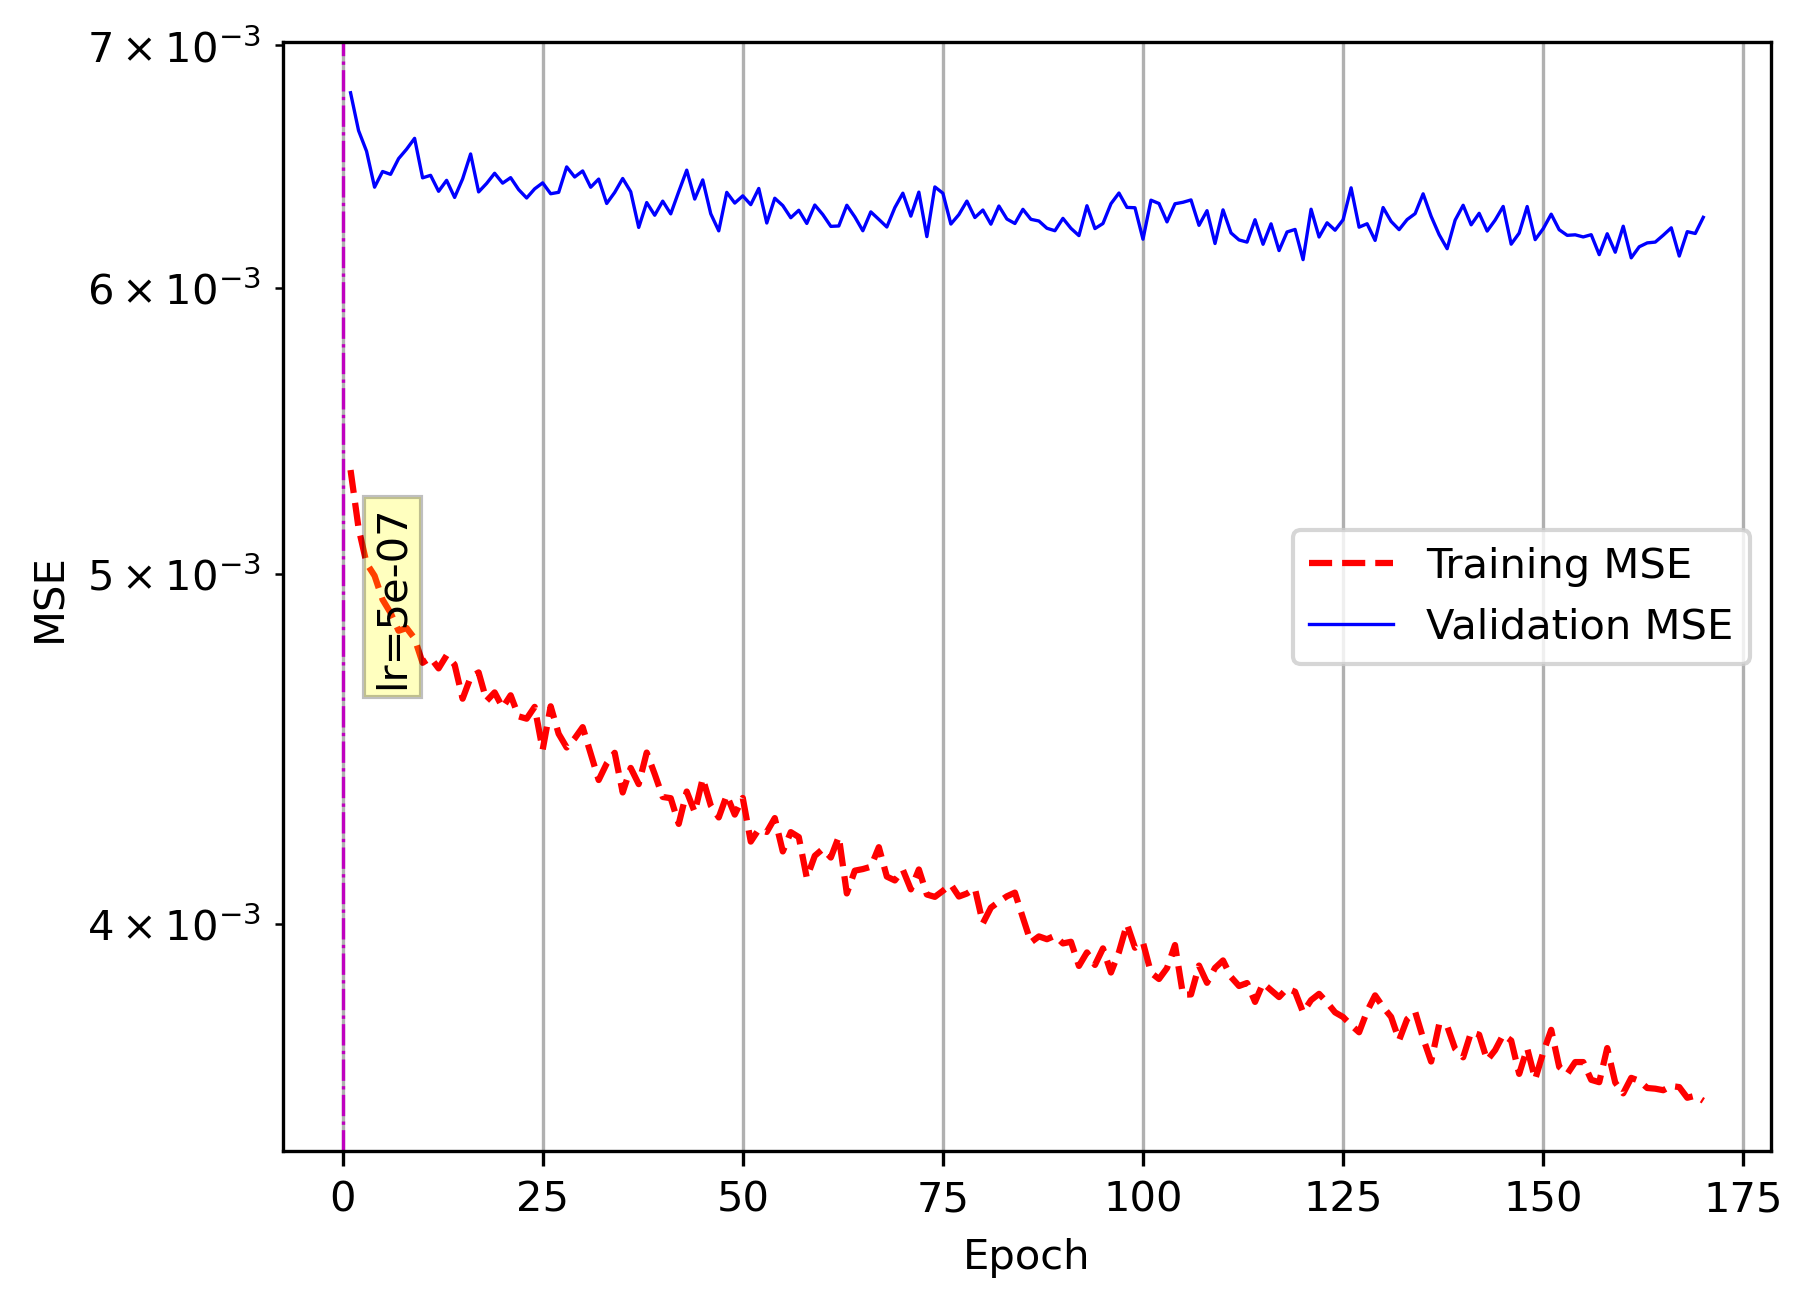 7×10⁻³
6×10⁻³
5×10⁻³
4×10⁻³
MSE
lr=5e-07
Training MSE
Validation MSE
0 25 50 75 100 125 150 175
Epoch